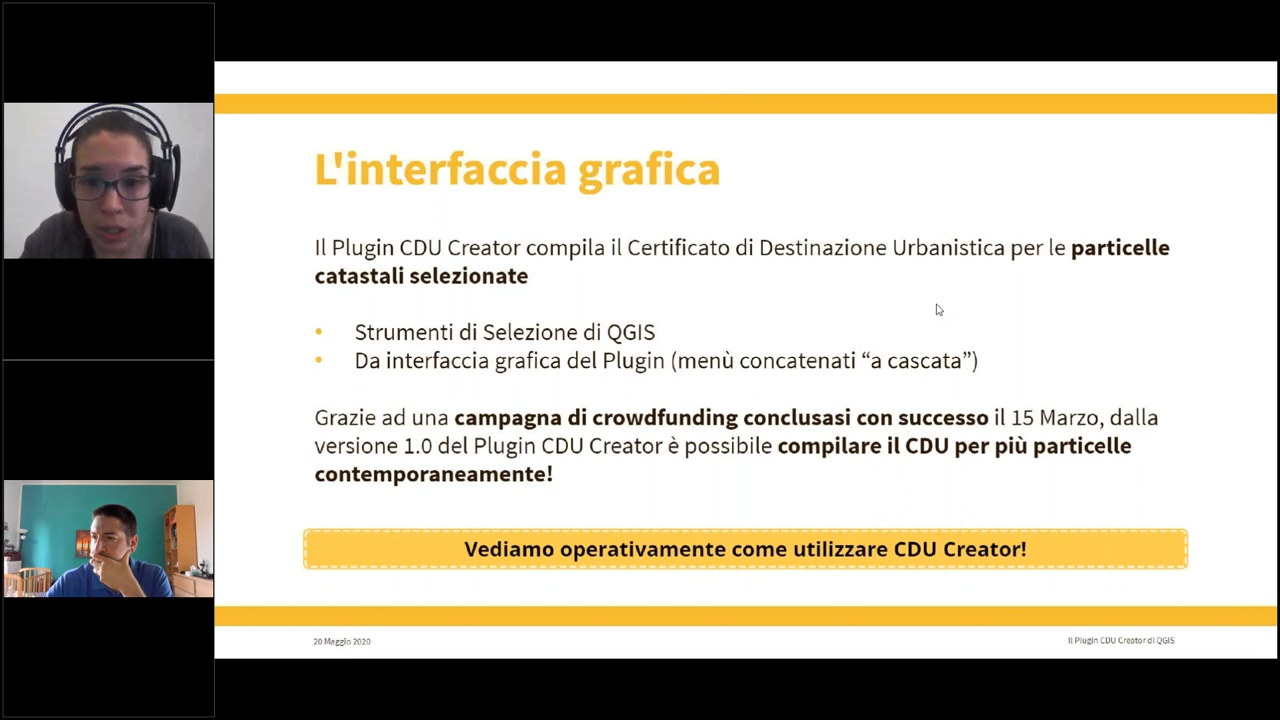 L'interfaccia grafica
Il Plugin CDU Creator compila il Certificato di Destinazione Urbanistica per le particelle
catastali selezionate
• Strumenti di Selezione di QGIS
• Da interfaccia grafica del Plugin (menù concatenati “a cascata”)
Grazie ad una campagna di crowdfunding conclusasi con successo il 15 Marzo, dalla
versione 1.0 del Plugin CDU Creator è possibile compilare il CDU per più particelle
contemporaneamente!
Vediamo operativamente come utilizzare CDU Creator!
20 Maggio 2020
Il Plugin CDU Creator di QGIS